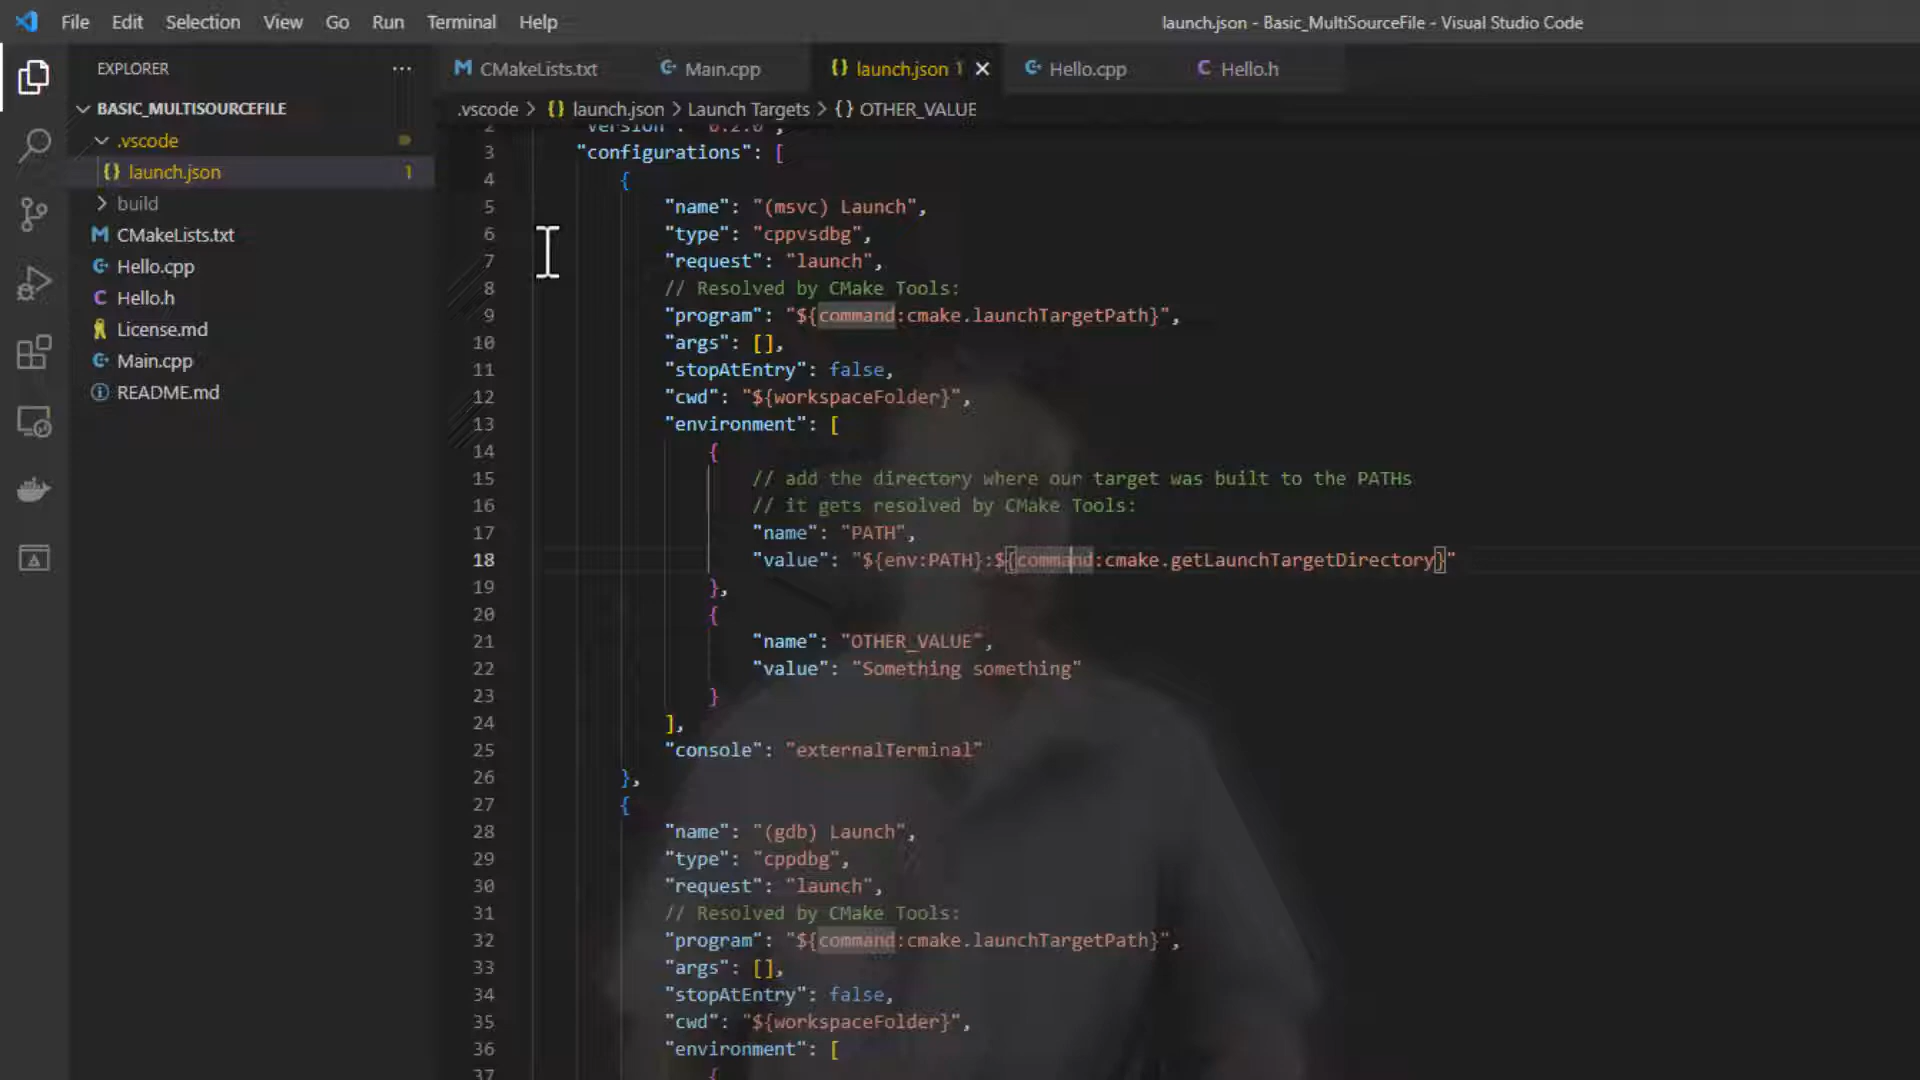 File Edit Selection View Go Run Terminal Help
launch.json - Basic_MultiSourceFile - Visual Studio Code
EXPLORER
BASIC_MULTISOURCEFILE
.vscode
launch.json 1
build
CMakeLists.txt
Hello.cpp
Hello.h
License.md
Main.cpp
README.md
CMakeLists.txt Main.cpp launch.json 1 Hello.cpp Hello.h
.vscode > {} launch.json > Launch Targets > {} OTHER_VALUE
2 "version": "0.2.0",
3 "configurations": [
4 {
5 "name": "(msvc) Launch",
6 "type": "cppvsdbg",
7 "request": "launch",
8 // Resolved by CMake Tools:
9 "program": "${command:cmake.launchTargetPath}",
10 "args": [],
11 "stopAtEntry": false,
12 "cwd": "${workspaceFolder}",
13 "environment": [
14 {
15 // add the directory where our target was built to the PATHs
16 // it gets resolved by CMake Tools:
17 "name": "PATH",
18 "value": "${env:PATH}:${command:cmake.getLaunchTargetDirectory}"
19 },
20 {
21 "name": "OTHER_VALUE",
22 "value": "Something something"
23 }
24 ],
25 "console": "externalTerminal"
26 },
27 {
28 "name": "(gdb) Launch",
29 "type": "cppdbg",
30 "request": "launch",
31 // Resolved by CMake Tools:
32 "program": "${command:cmake.launchTargetPath}",
33 "args": [],
34 "stopAtEntry": false,
35 "cwd": "${workspaceFolder}",
36 "environment": [
37 {